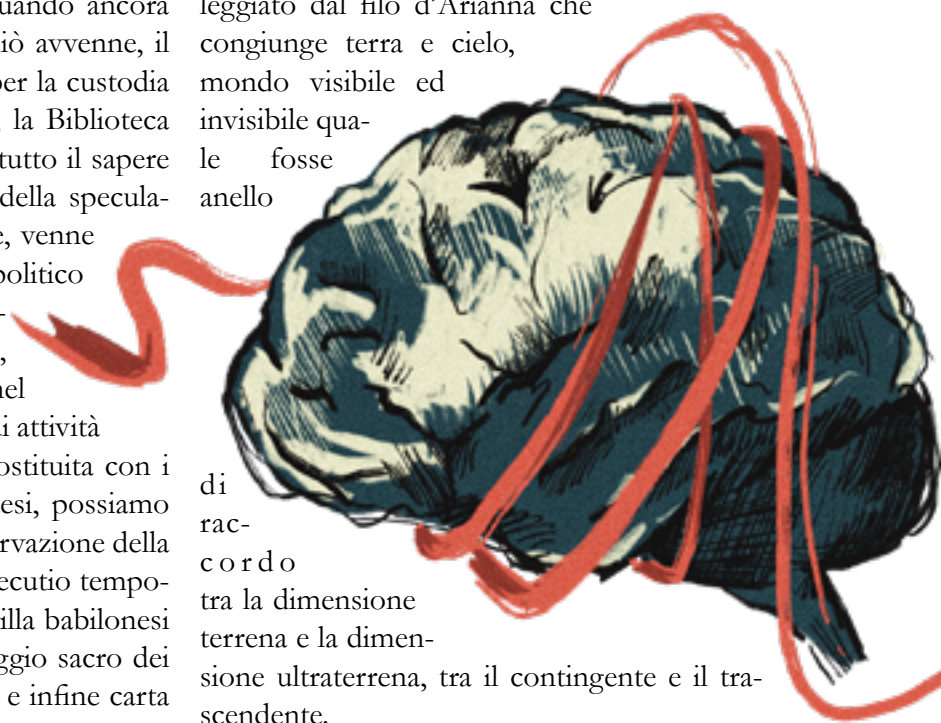 uando ancora
iò avvenne, il
per la custodia
la Biblioteca
tutto il sapere
della specula-
e, venne
politico
-
,
nel
di attività
ostituita con i
esi, possiamo
rvazione della
ecutio tempo-
illa babilonesi
ggio sacro dei
e infine carta
leggiato dal filo d'Arianna che
congiunge terra e cielo,
mondo visibile ed
invisibile qua-
le fosse
anello
di
rac-
cordo
tra la dimensione
terrena e la dimen-
sione ultraterrena, tra il contingente e il tra-
scendente.